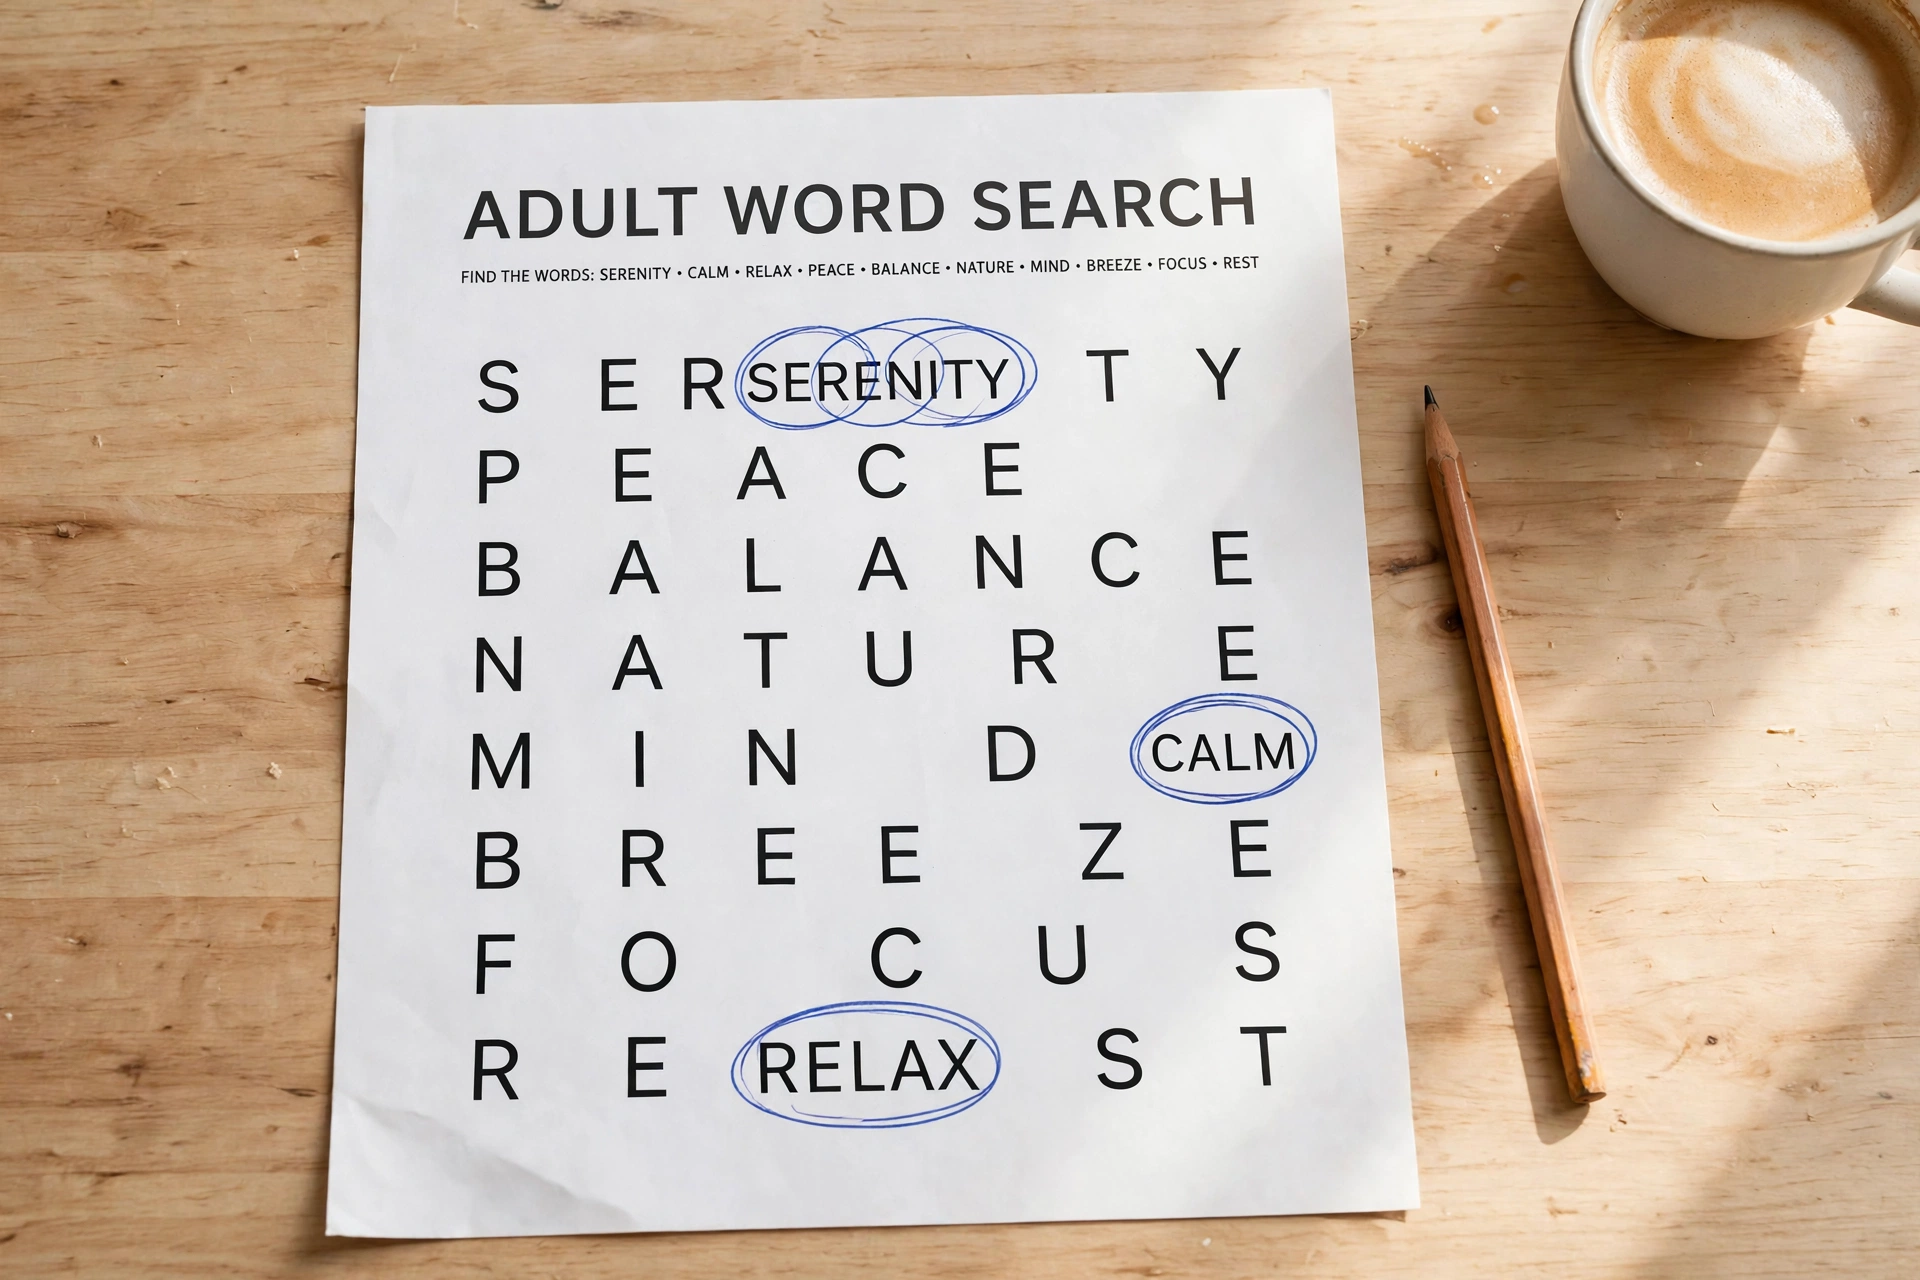 ADULT WORD SEARCH
FIND THE WORDS: SERENITY • CALM • RELAX • PEACE • BALANCE • NATURE • MIND • BREEZE • FOCUS • REST
S E R SERENITY T Y
P E A C E
B A L A N C E
N A T U R E
M I N D CALM
B R E E Z E
F O C U S
R E RELAX S T